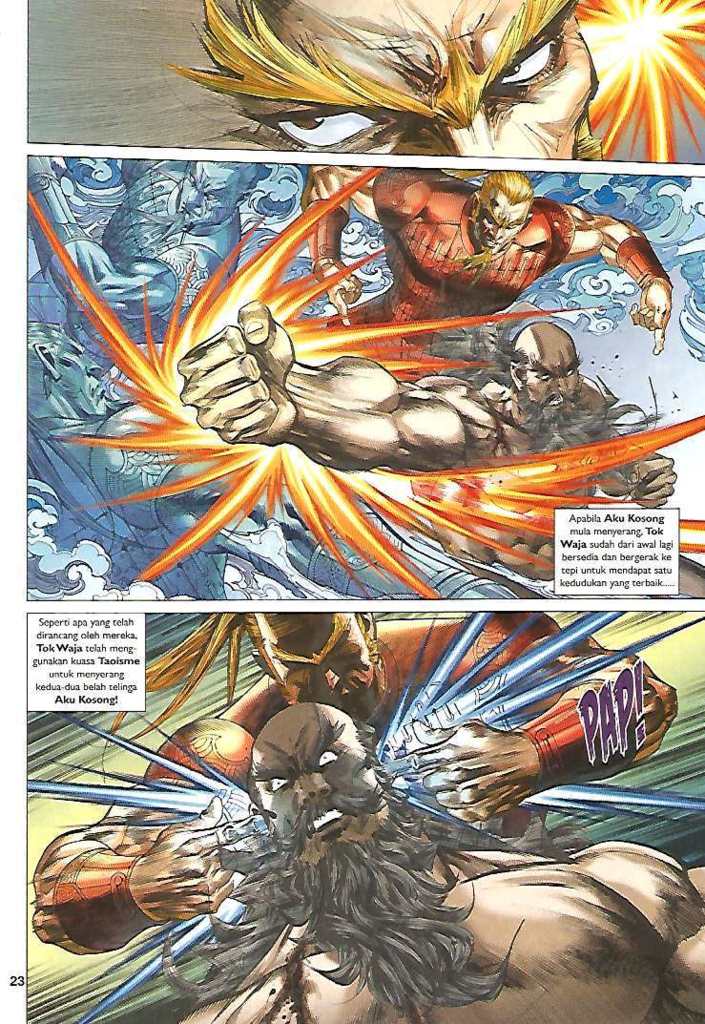 Apabila Aku Kosong
mula menyerang, Tok
Waja sudah dari awal lagi
bersedia dan bergerak ke
tepi untuk mendapat satu
kedudukan yang terbaik.....
Seperti apa yang telah
dirancang oleh mereka,
Tok Waja telah meng-
gunakan kuasa Taoisme
untuk menyerang
kedua-dua belah telinga
Aku Kosong!
PAP!
23